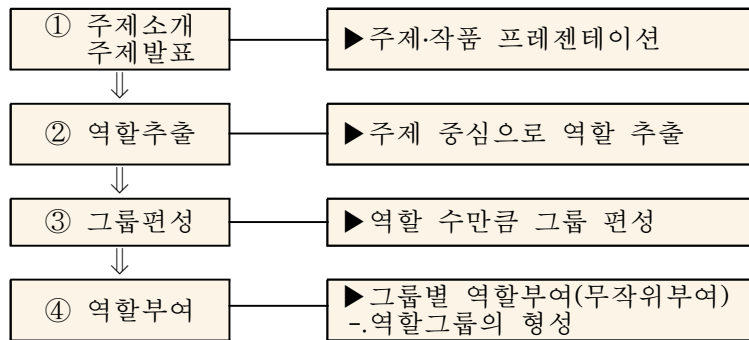 ① 주제소개
주제발표
▶주제·작품 프레젠테이션
⇓
② 역할추출
▶주제 중심으로 역할 추출
⇓
③ 그룹편성
▶역할 수만큼 그룹 편성
⇓
④ 역할부여
▶그룹별 역할부여(무작위부여)
-.역할그룹의 형성